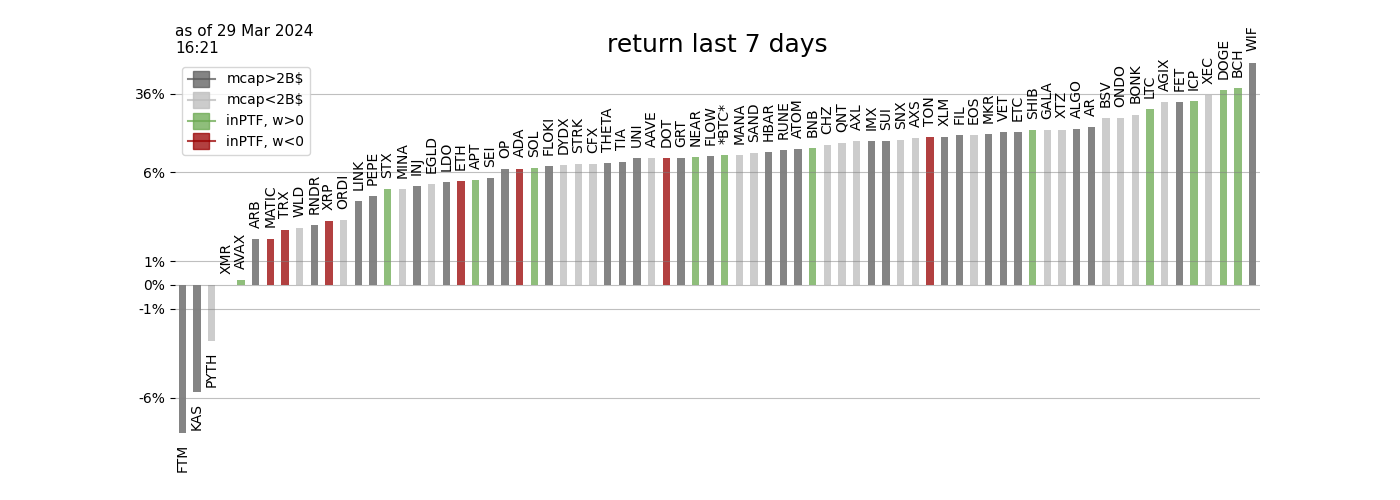 as of 29 Mar 2024
16:21
return last 7 days
mcap>2B$
mcap<2B$
inPTF, w>0
inPTF, w<0
36%
6%
1%
0%
-1%
-6%
FTM
KAS
PYTH
XMR
AVAX
ARB
MATIC
TRX
WLD
RNDR
XRP
ORDI
LINK
PEPE
STX
MINA
INJ
EGLD
LDO
ETH
APT
SEI
OP
ADA
SOL
FLOKI
DYDX
STRK
CFX
THETA
TIA
UNI
AAVE
DOT
GRT
NEAR
FLOW
*BTC*
MANA
SAND
HBAR
RUNE
ATOM
BNB
CHZ
QNT
AXL
IMX
SUI
SNX
AXS
TON
XLM
FIL
EOS
MKR
VET
ETC
SHIB
GALA
XTZ
ALGO
AR
BSV
ONDO
BONK
LTC
AGIX
FET
ICP
XEC
DOGE
BCH
WIF